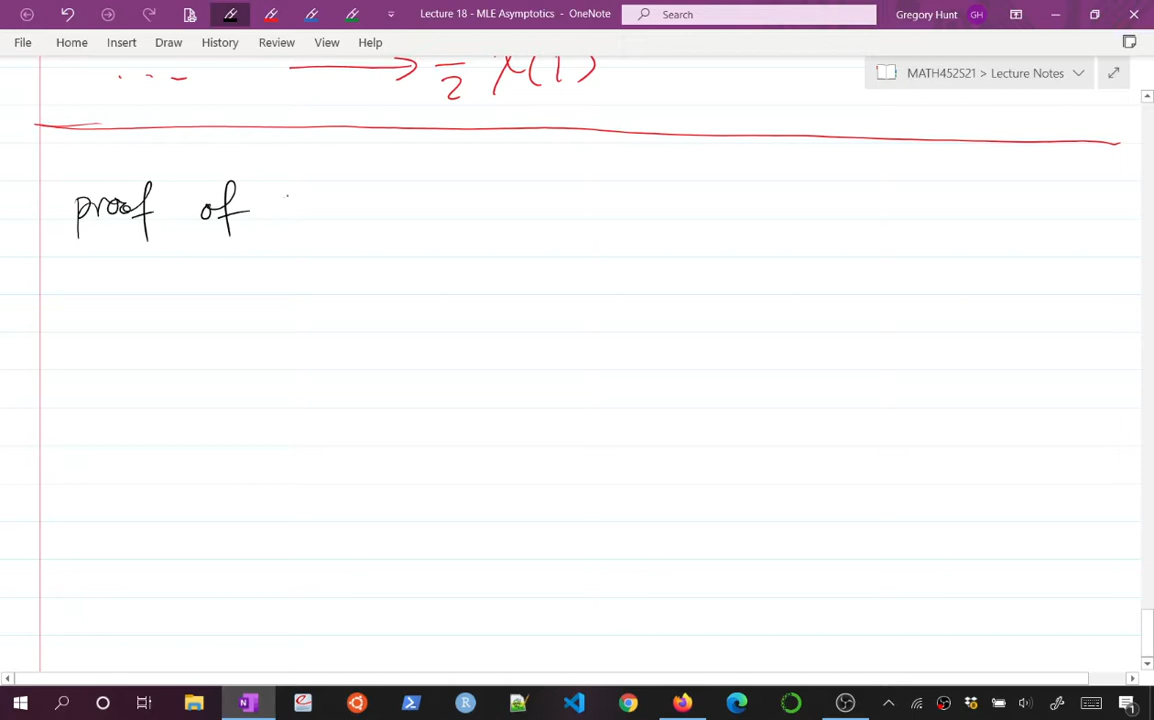 Lecture 18 - MLE Asymptotics - OneNote
Search
Gregory Hunt GH
File Home Insert Draw History Review View Help
MATH452S21 > Lecture Notes
proof of